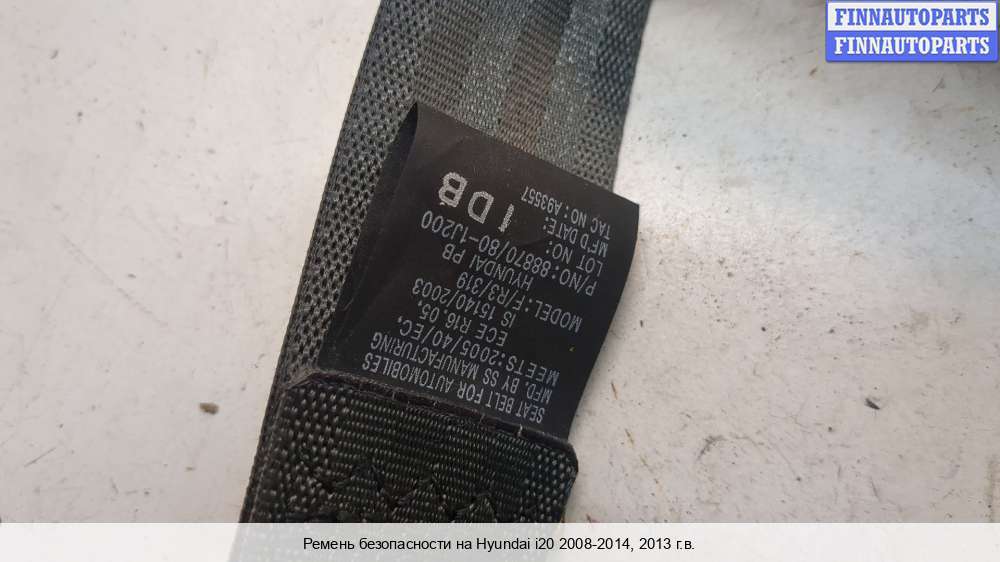 FINNAUTOPARTS
FINNAUTOPARTS
SEAT BELT FOR AUTOMOBILES
MFD. BY SS MANUFACTURING
MEETS:2005/40/EC,
ECE R16.05,
IS 15140/2003
MODEL:F/R3/319
HYUNDAI PB
P/NO:88870/80-1J200
LOT NO:
M'FD DATE:
TAC NO:A93557
IDB
Ремень безопасности на Hyundai i20 2008-2014, 2013 г.в.